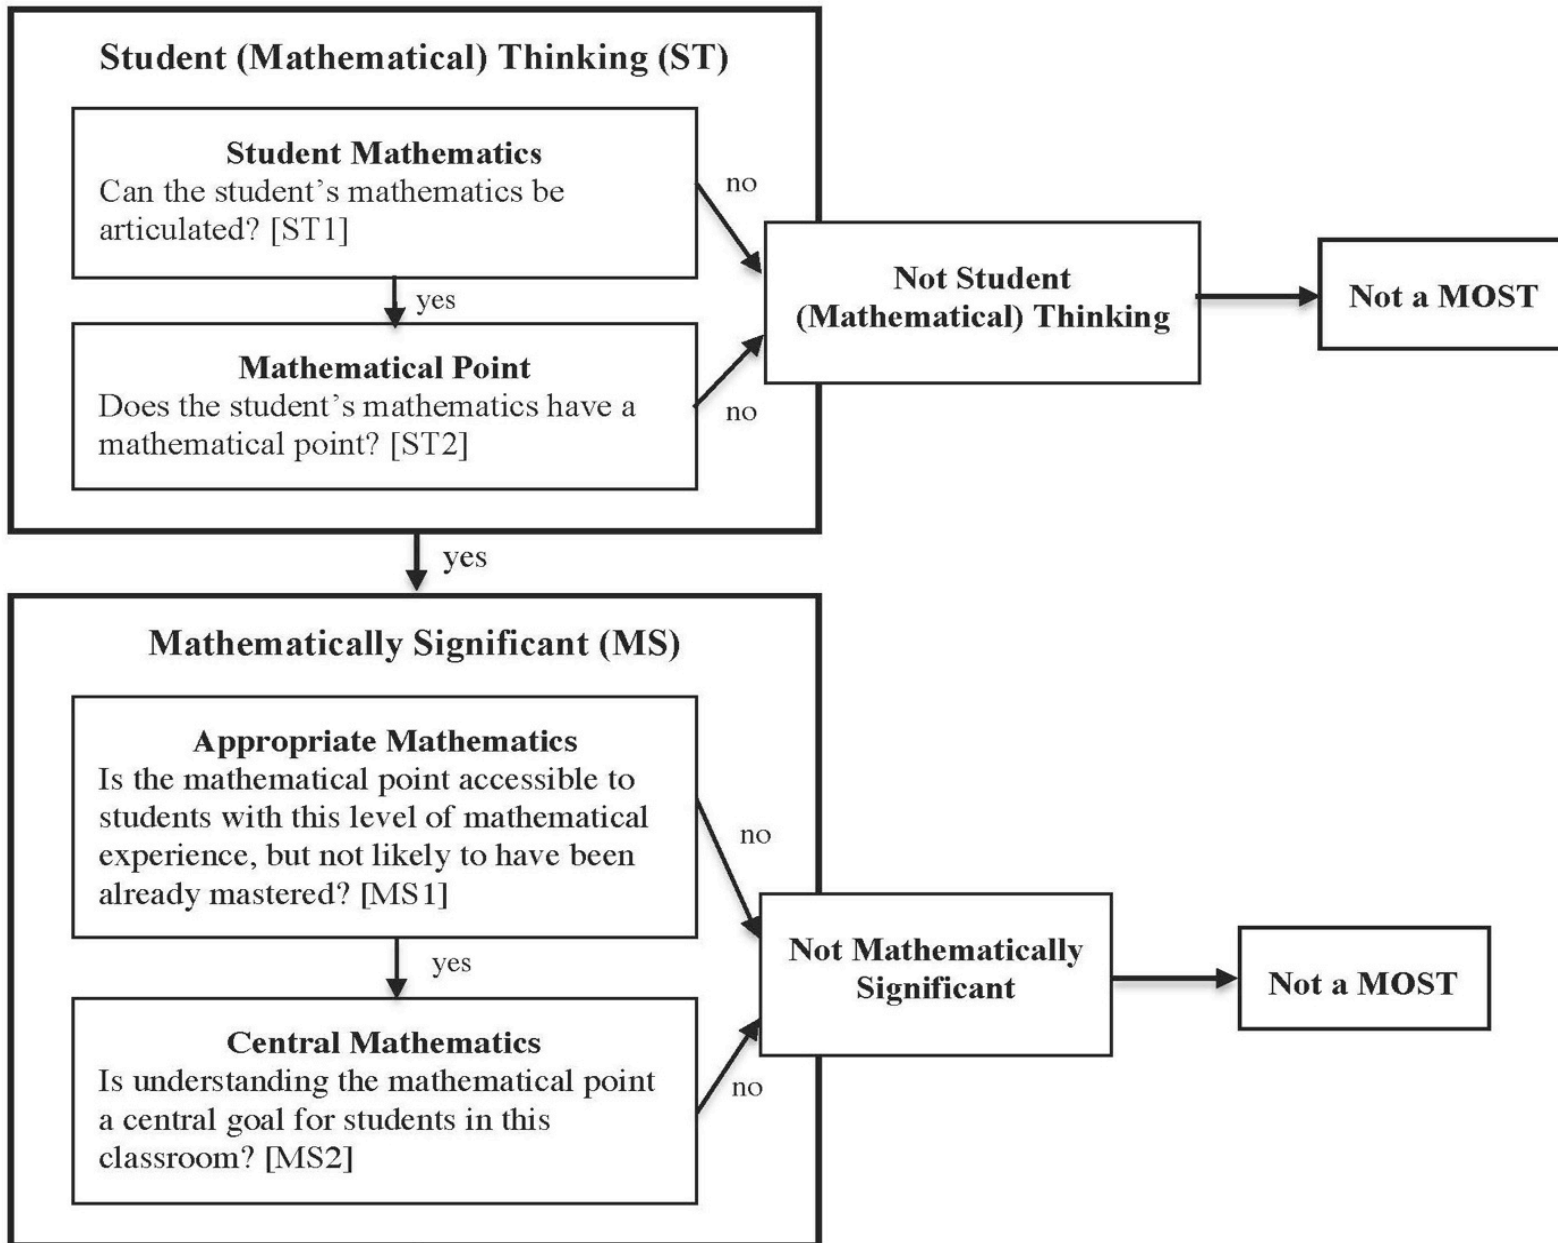 Student (Mathematical) Thinking (ST)
Student Mathematics
Can the student’s mathematics be
articulated? [ST1]
no
yes
Mathematical Point
Does the student’s mathematics have a
mathematical point? [ST2]
no
Not Student
(Mathematical) Thinking
Not a MOST
yes
Mathematically Significant (MS)
Appropriate Mathematics
Is the mathematical point accessible to
students with this level of mathematical
experience, but not likely to have been
already mastered? [MS1]
no
yes
Central Mathematics
Is understanding the mathematical point
a central goal for students in this
classroom? [MS2]
no
Not Mathematically
Significant
Not a MOST